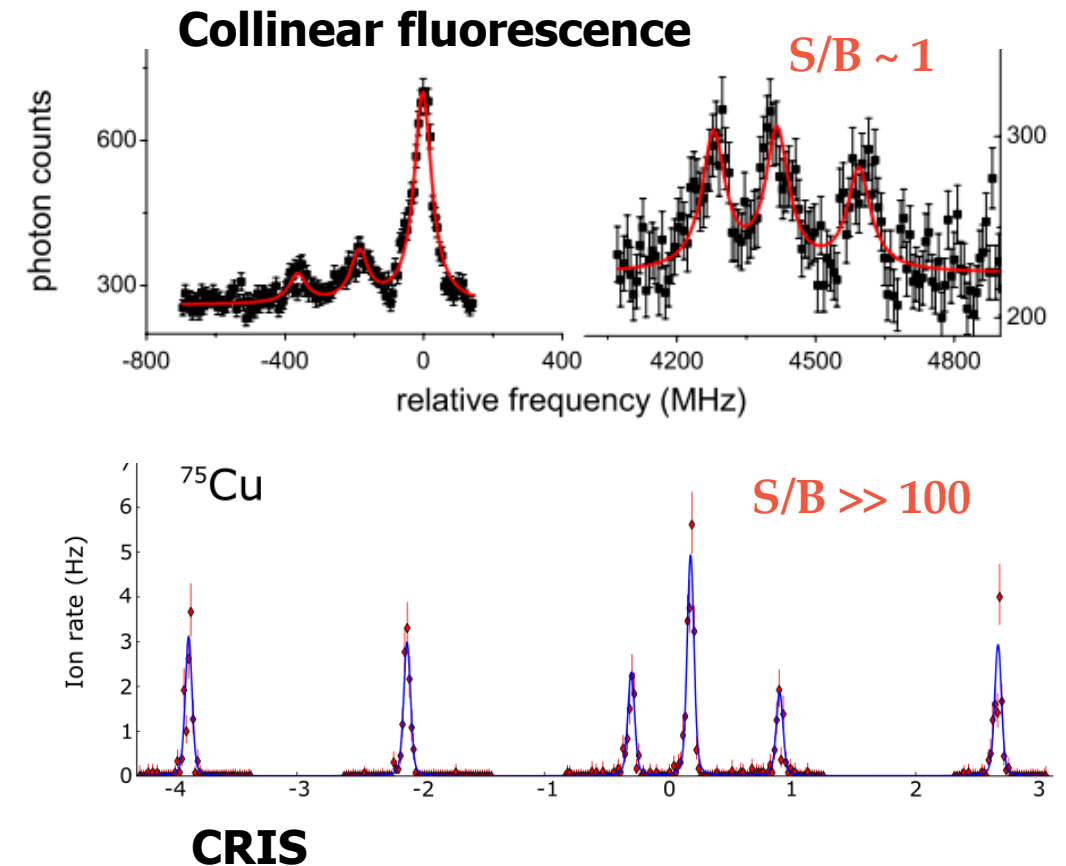 Collinear fluorescence
S/B ~ 1
photon counts
600
300
300
200
-800 -400 0 400 4200 4500 4800
relative frequency (MHz)
75Cu
S/B >> 100
Ion rate (Hz)
6
5
4
3
2
1
0
-4 -3 -2 -1 0 1 2 3
CRIS